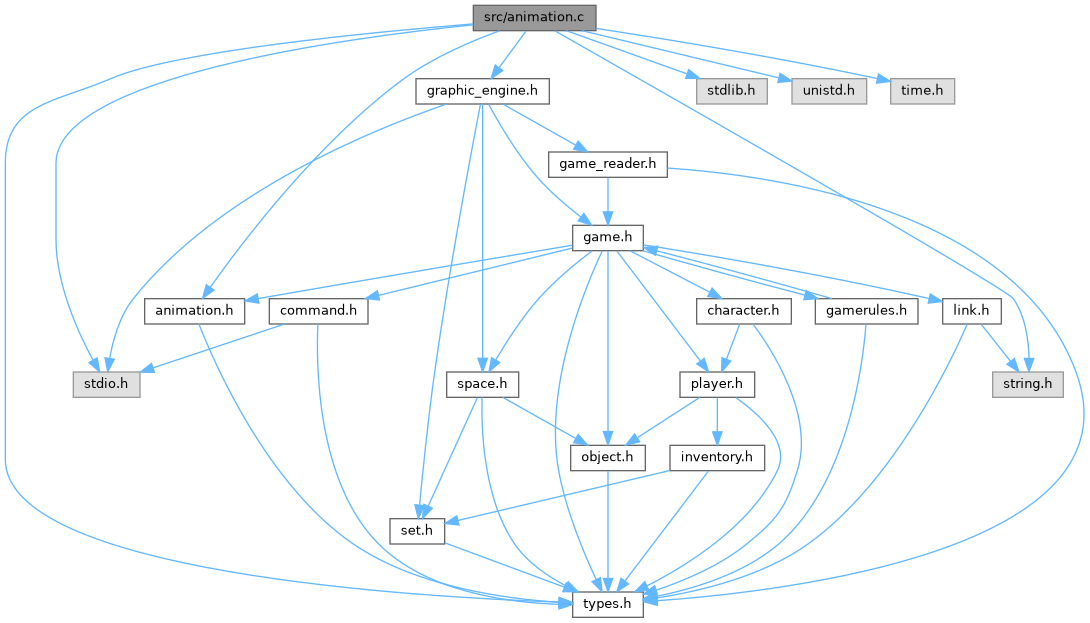 src/animation.c
graphic_engine.h
stdlib.h
unistd.h
time.h
game_reader.h
game.h
animation.h
command.h
character.h
gamerules.h
link.h
stdio.h
space.h
player.h
string.h
object.h
inventory.h
set.h
types.h